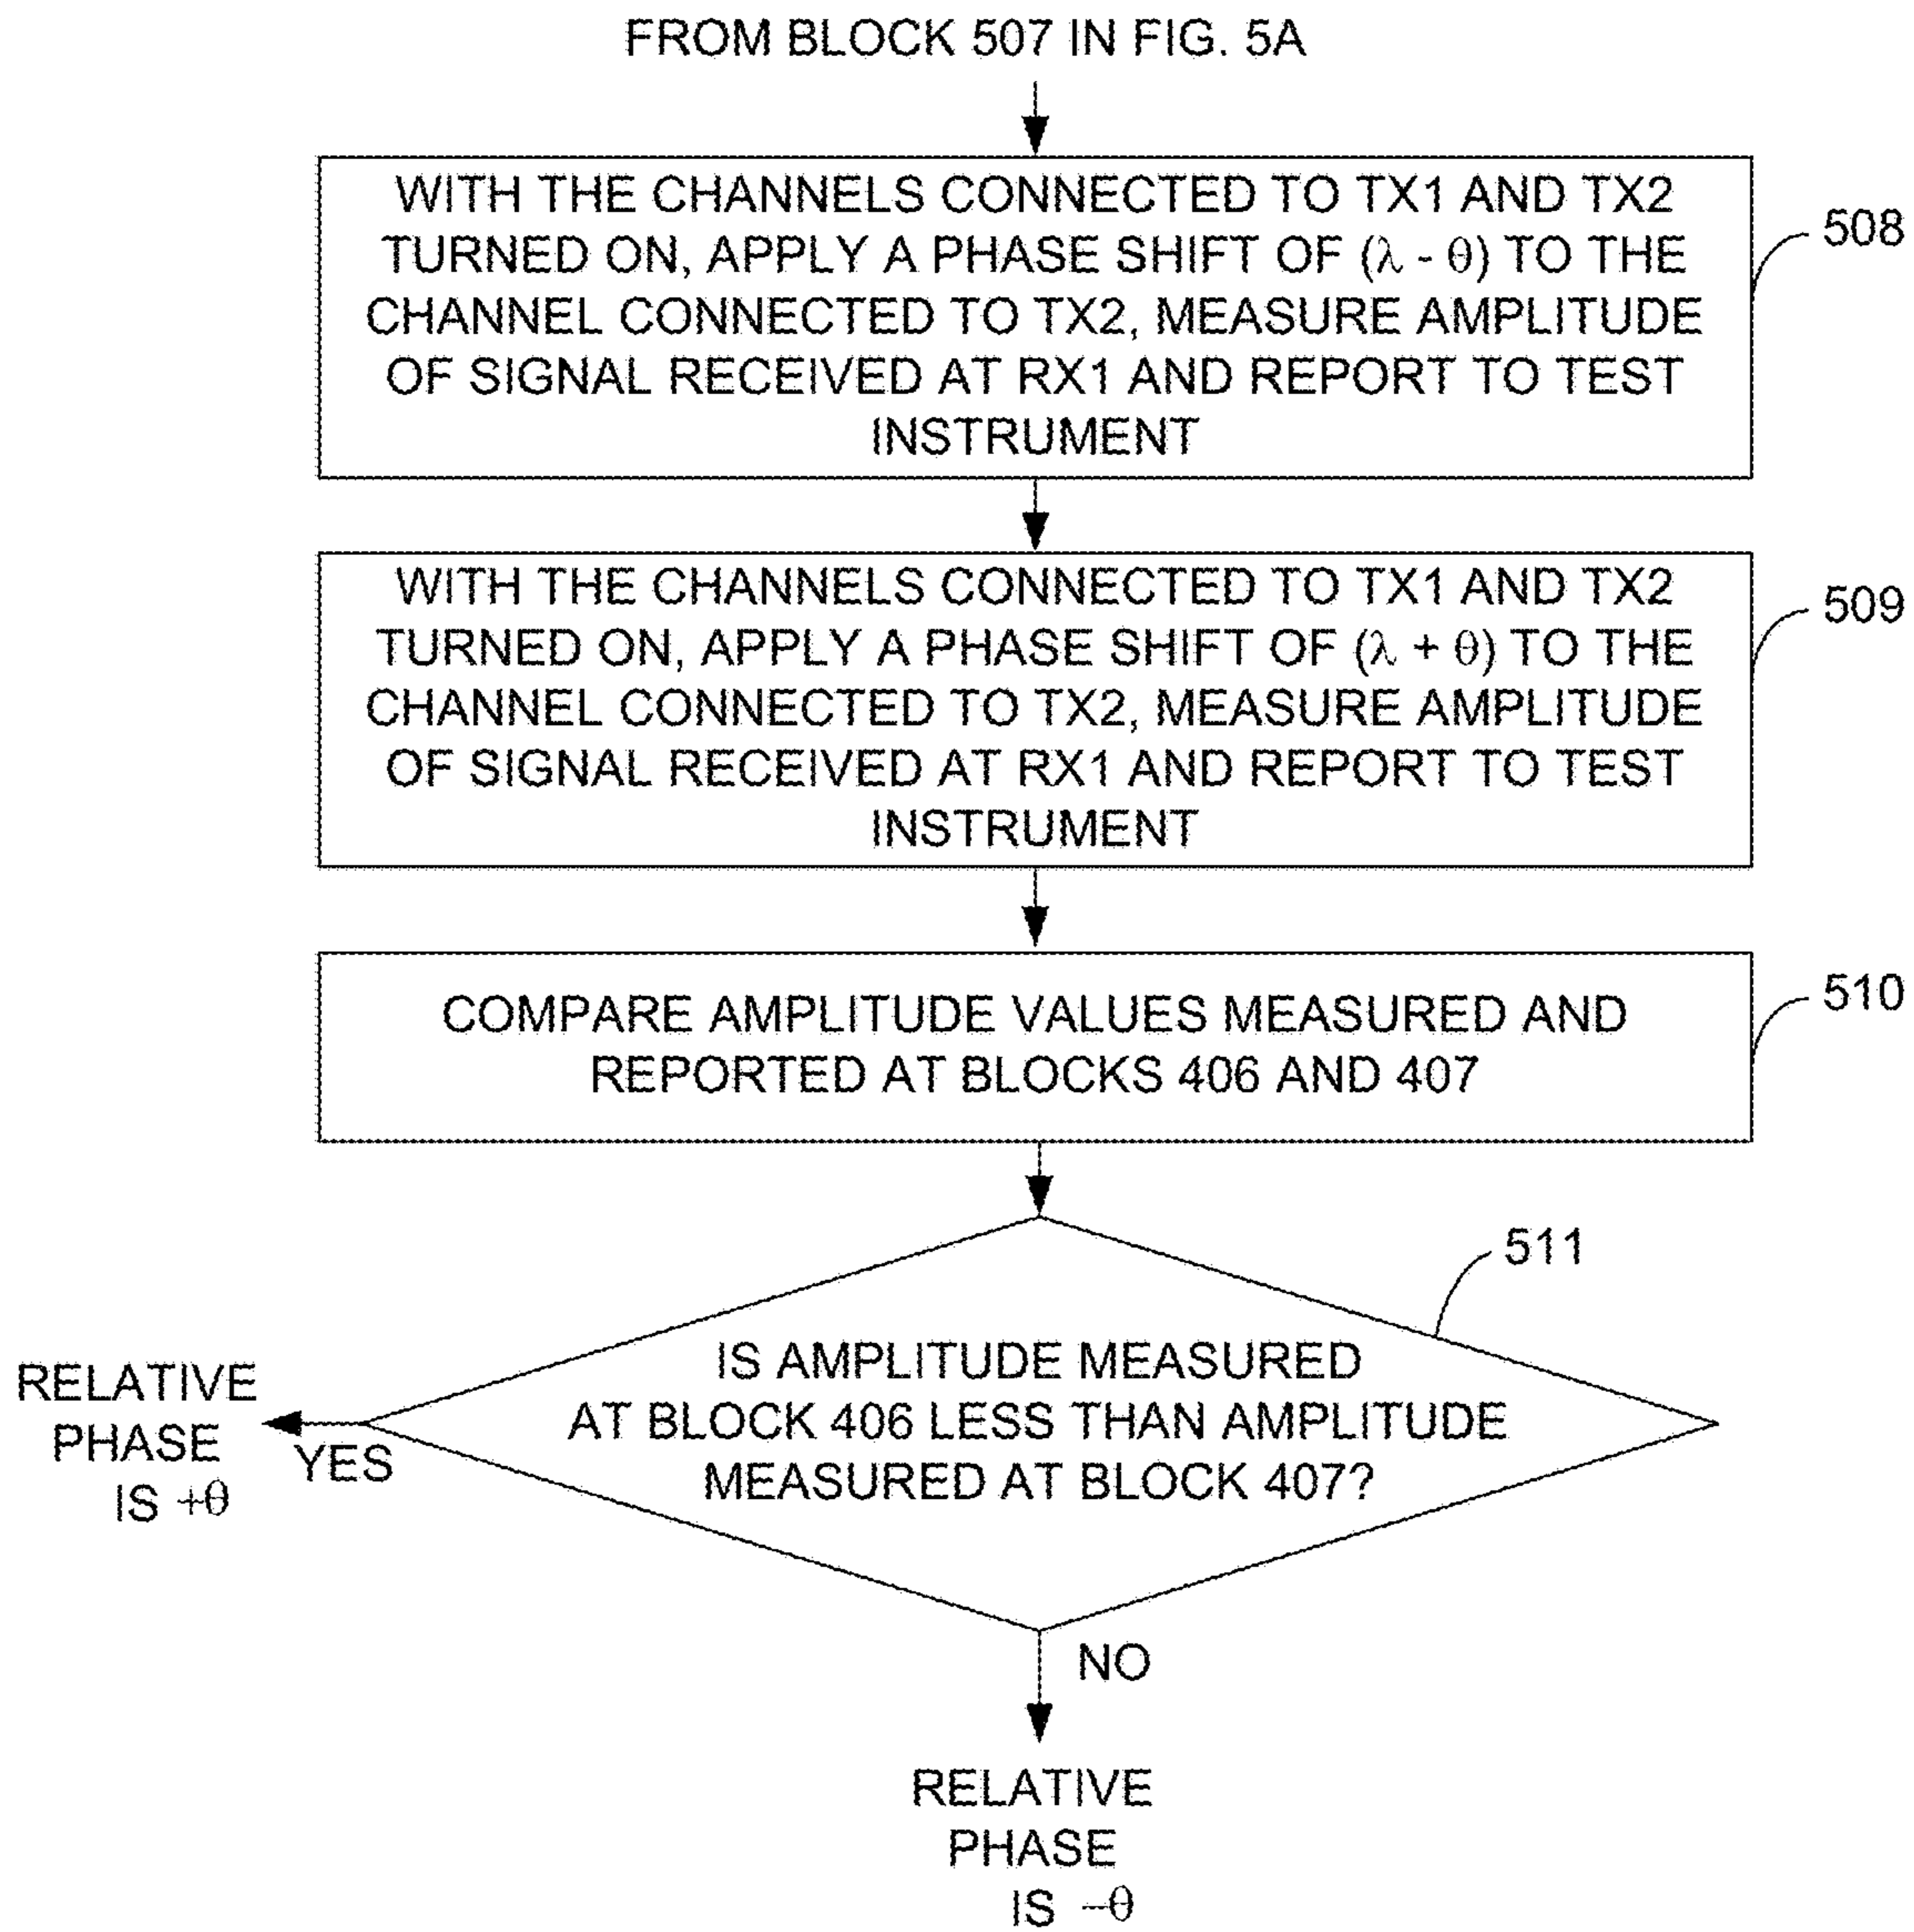 FROM BLOCK 507 IN FIG. 5A
WITH THE CHANNELS CONNECTED TO TX1 AND TX2
TURNED ON, APPLY A PHASE SHIFT OF (λ - θ) TO THE
CHANNEL CONNECTED TO TX2, MEASURE AMPLITUDE
OF SIGNAL RECEIVED AT RX1 AND REPORT TO TEST
INSTRUMENT
508
WITH THE CHANNELS CONNECTED TO TX1 AND TX2
TURNED ON, APPLY A PHASE SHIFT OF (λ + θ) TO THE
CHANNEL CONNECTED TO TX2, MEASURE AMPLITUDE
OF SIGNAL RECEIVED AT RX1 AND REPORT TO TEST
INSTRUMENT
509
COMPARE AMPLITUDE VALUES MEASURED AND
REPORTED AT BLOCKS 406 AND 407
510
511
IS AMPLITUDE MEASURED
AT BLOCK 406 LESS THAN AMPLITUDE
MEASURED AT BLOCK 407?
YES
RELATIVE
PHASE
IS +θ
NO
RELATIVE
PHASE
IS –θ